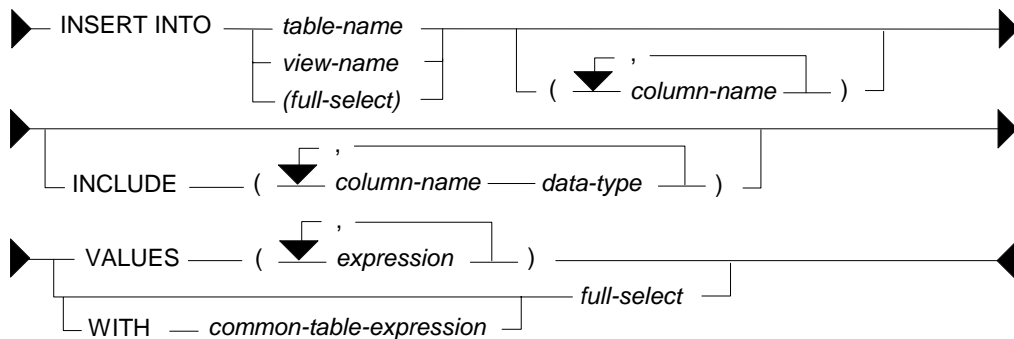 INSERT INTO table-name
view-name ,
(full-select) ( column-name )
,
INCLUDE ( column-name data-type )
,
VALUES ( expression )
full-select
WITH common-table-expression